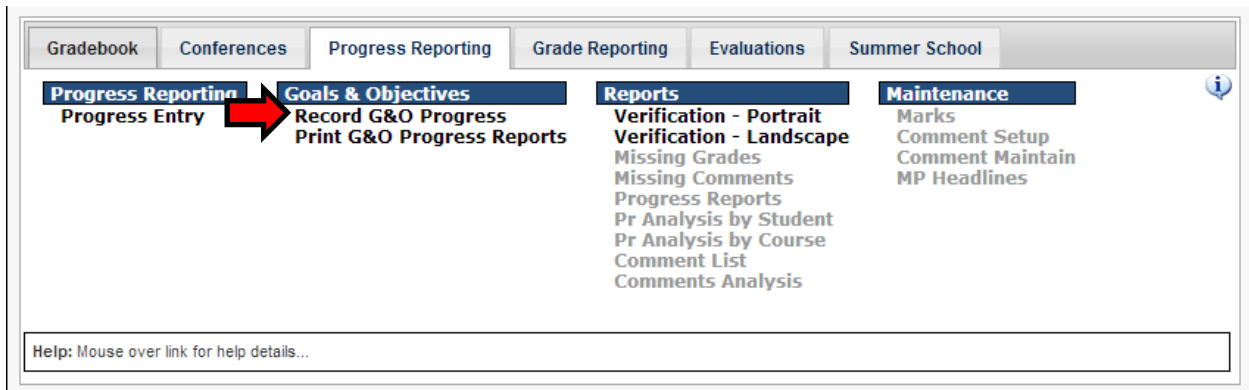 Gradebook Conferences Progress Reporting Grade Reporting Evaluations Summer School
Progress Reporting
Progress Entry
Goals & Objectives
Record G&O Progress
Print G&O Progress Reports
Reports
Verification - Portrait
Verification - Landscape
Missing Grades
Missing Comments
Progress Reports
Pr Analysis by Student
Pr Analysis by Course
Comment List
Comments Analysis
Maintenance
Marks
Comment Setup
Comment Maintain
MP Headlines
Help: Mouse over link for help details...